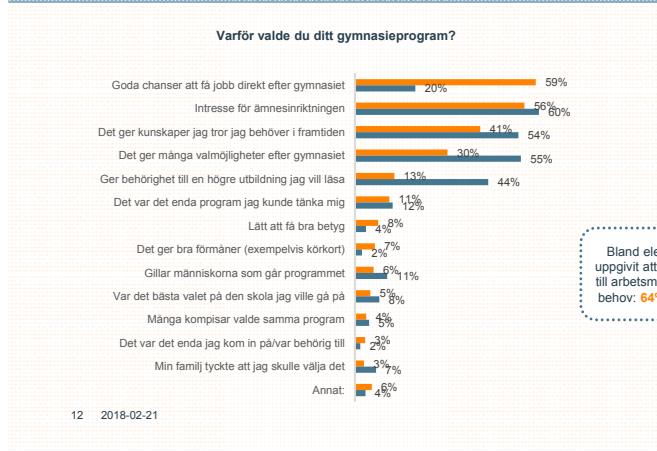 Varför valde du ditt gymnasieprogram?
Goda chanser att få jobb direkt efter gymnasiet
59%
20%
Intresse för ämnesinriktningen
56%
60%
Det ger kunskaper jag tror jag behöver i framtiden
41%
54%
Det ger många valmöjligheter efter gymnasiet
30%
55%
Ger behörighet till en högre utbildning jag vill läsa
13%
44%
Det var det enda program jag kunde tänka mig
11%
12%
Lätt att få bra betyg
8%
4%
Det ger bra förmåner (exempelvis körkort)
7%
2%
Gillar människorna som går programmet
6%
11%
Var det bästa valet på den skola jag ville gå på
5%
8%
Många kompisar valde samma program
4%
5%
Det var det enda jag kom in på/var behörig till
3%
2%
Min familj tyckte att jag skulle välja det
3%
7%
Annat:
6%
4%
Bland ele
uppgivit att
till arbetsm
behov: 64%
12 2018-02-21